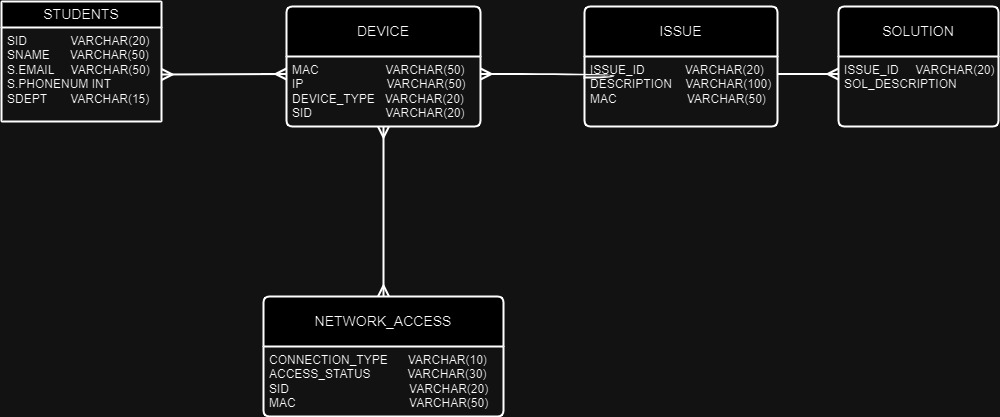 STUDENTS
SID VARCHAR(20)
SNAME VARCHAR(50)
S.EMAIL VARCHAR(50)
S.PHONENUM INT
SDEPT VARCHAR(15)
DEVICE
MAC VARCHAR(50)
IP VARCHAR(50)
DEVICE_TYPE VARCHAR(20)
SID VARCHAR(20)
ISSUE
ISSUE_ID VARCHAR(20)
DESCRIPTION VARCHAR(100)
MAC VARCHAR(50)
SOLUTION
ISSUE_ID VARCHAR(20)
SOL_DESCRIPTION
NETWORK_ACCESS
CONNECTION_TYPE VARCHAR(10)
ACCESS_STATUS VARCHAR(30)
SID VARCHAR(20)
MAC VARCHAR(50)